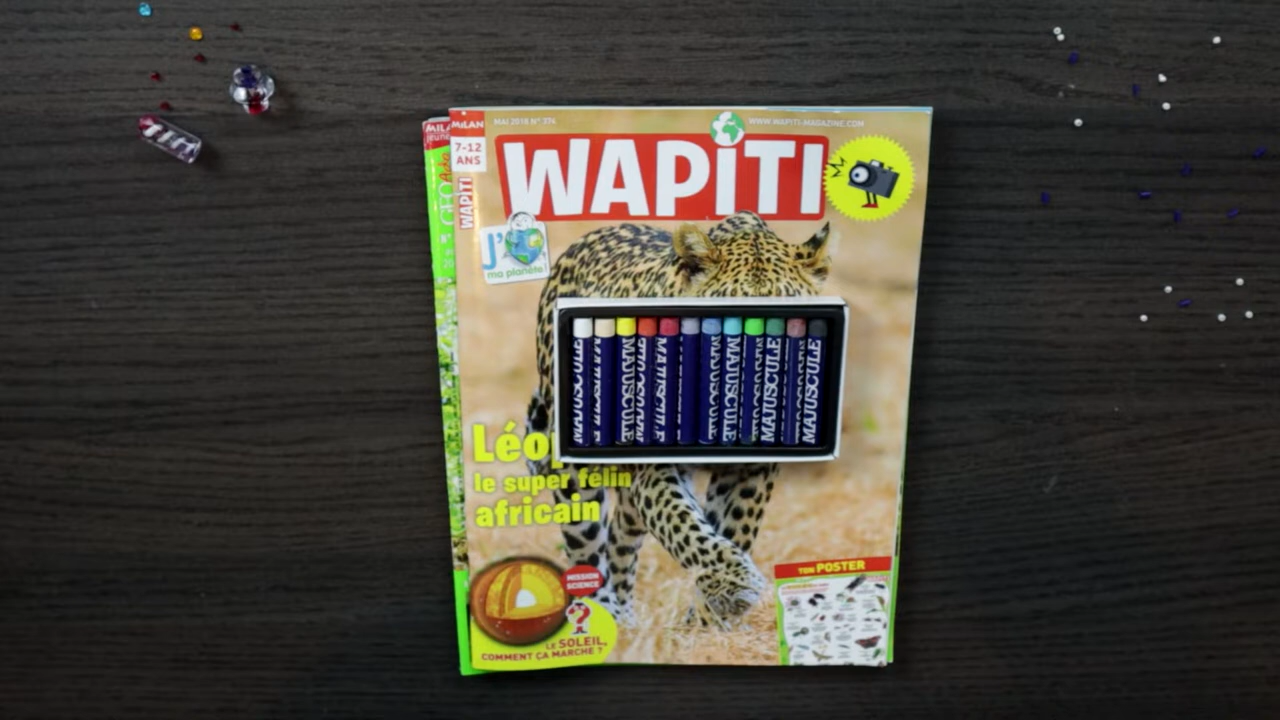 MiLAN
MAI 2018 N° 374
WWW.WAPITI-MAGAZINE.COM
7-12
ANS
WAPiTI
WAPiTI
J'
ma planète !
MAJUSCULE
MAJUSCULE
MAJUSCULE
MAJUSCULE
Léop
le super félin
africain
MISSION
SCIENCE
?
LE SOLEIL,
COMMENT ÇA MARCHE ?
TON POSTER